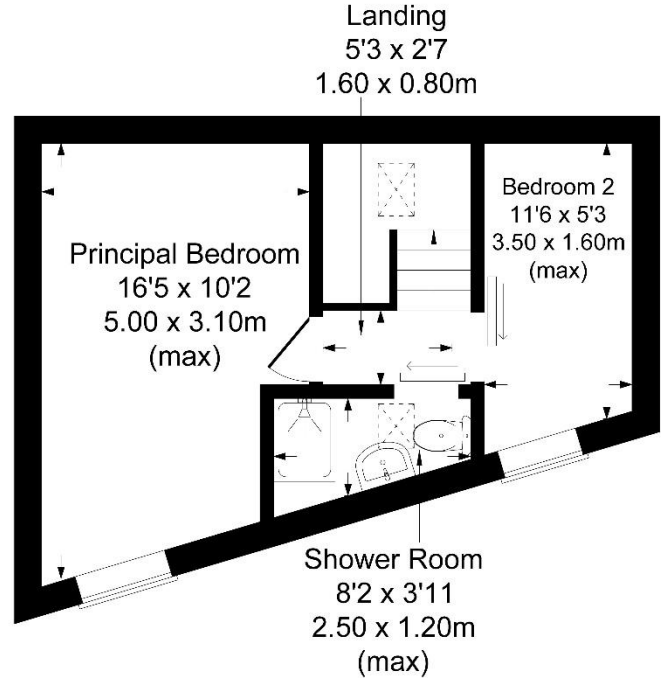 Landing
5'3 x 2'7
1.60 x 0.80m
Principal Bedroom
16'5 x 10'2
5.00 x 3.10m
(max)
Bedroom 2
11'6 x 5'3
3.50 x 1.60m
(max)
Shower Room
8'2 x 3'11
2.50 x 1.20m
(max)